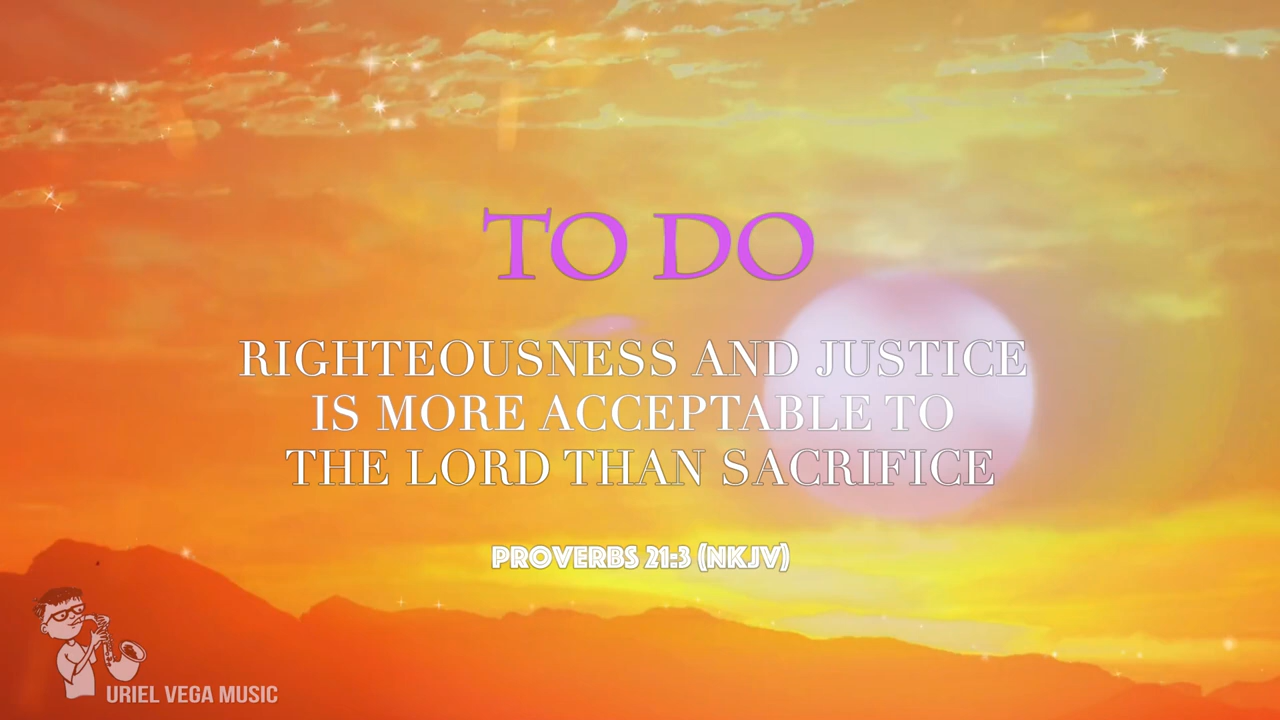 TO DO
RIGHTEOUSNESS AND JUSTICE
IS MORE ACCEPTABLE TO
THE LORD THAN SACRIFICE
PROVERBS 21:3 (NKJV)
URIEL VEGA MUSIC